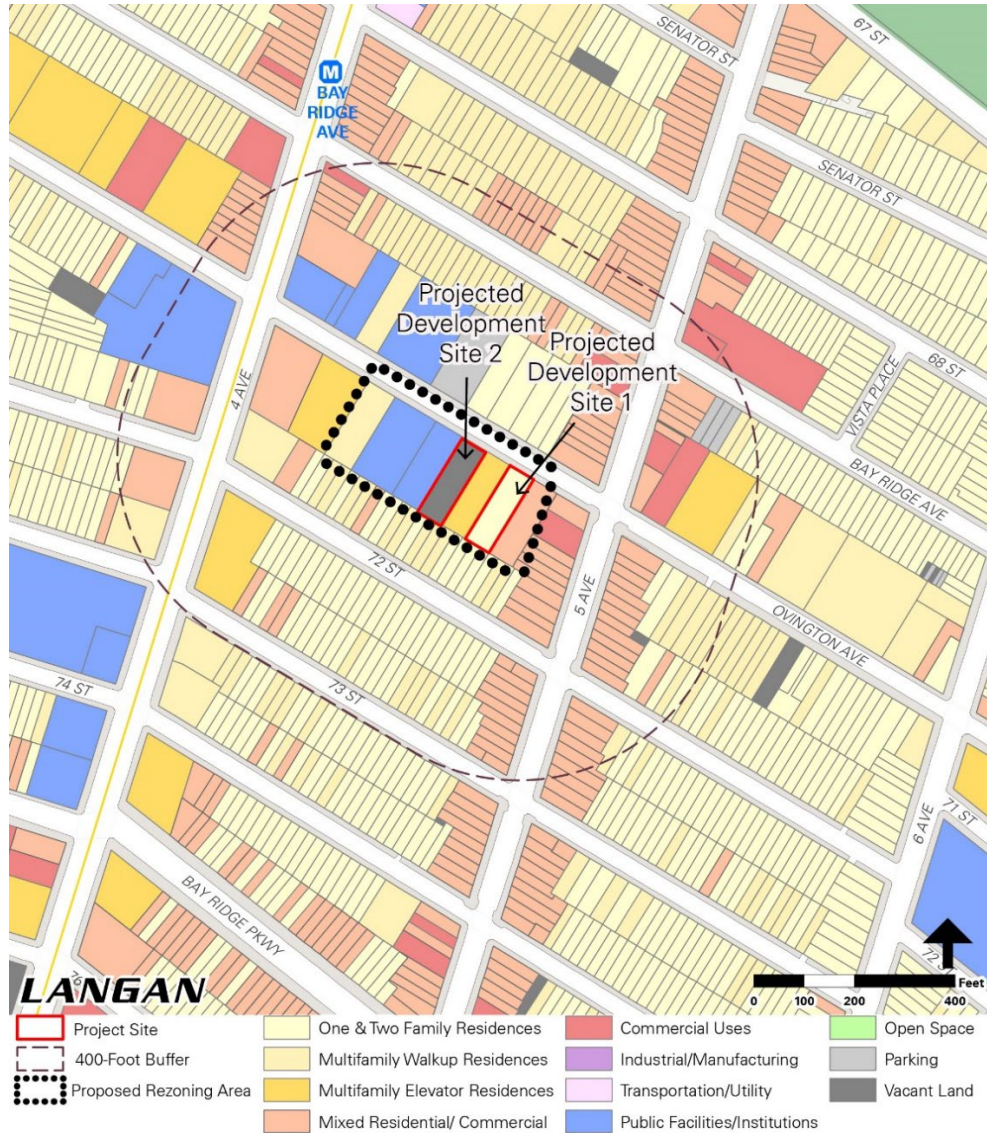 67 ST
SENATOR ST
M
BAY
RIDGE
AVE
SENATOR ST
68 ST
VISTA PLACE
BAY RIDGE AVE
Projected
Development
Site 2
Projected
Development
Site 1
4 AVE
5 AVE
OVINGTON AVE
72 ST
73 ST
74 ST
71 ST
6 AVE
BAY RIDGE PKWY
72 S
76
LANGAN
Feet
0 100 200 400
Project Site
400-Foot Buffer
Proposed Rezoning Area
One & Two Family Residences
Multifamily Walkup Residences
Multifamily Elevator Residences
Mixed Residential/ Commercial
Commercial Uses
Industrial/Manufacturing
Transportation/Utility
Public Facilities/Institutions
Open Space
Parking
Vacant Land